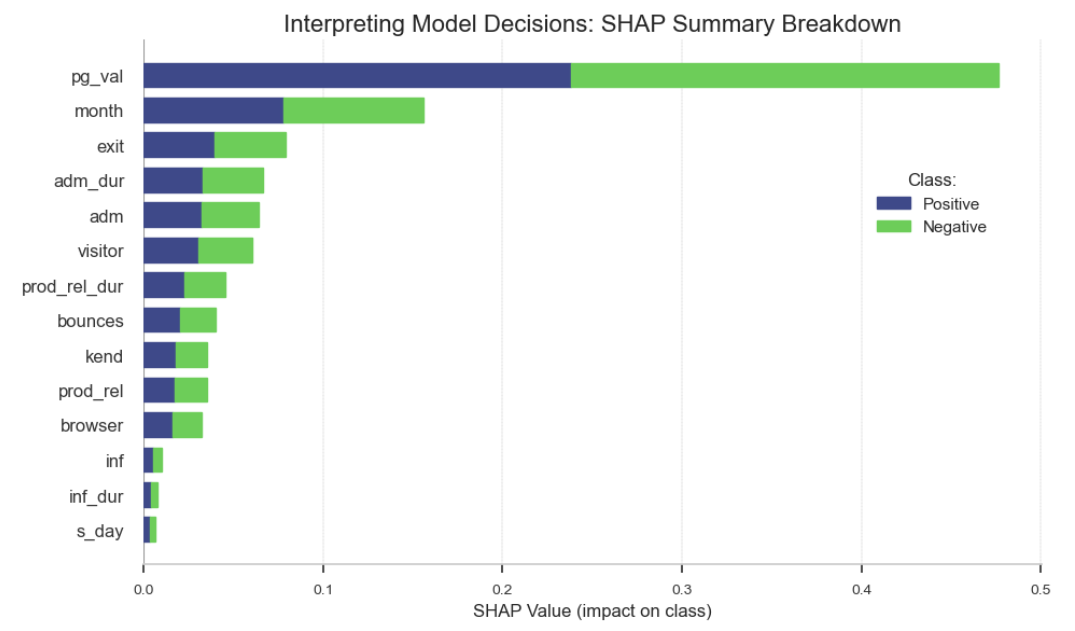 Interpreting Model Decisions: SHAP Summary Breakdown
pg_val
month
exit
adm_dur
adm
visitor
prod_rel_dur
bounces
kend
prod_rel
browser
inf
inf_dur
s_day
Class:
Positive
Negative
0.0 0.1 0.2 0.3 0.4 0.5
SHAP Value (impact on class)